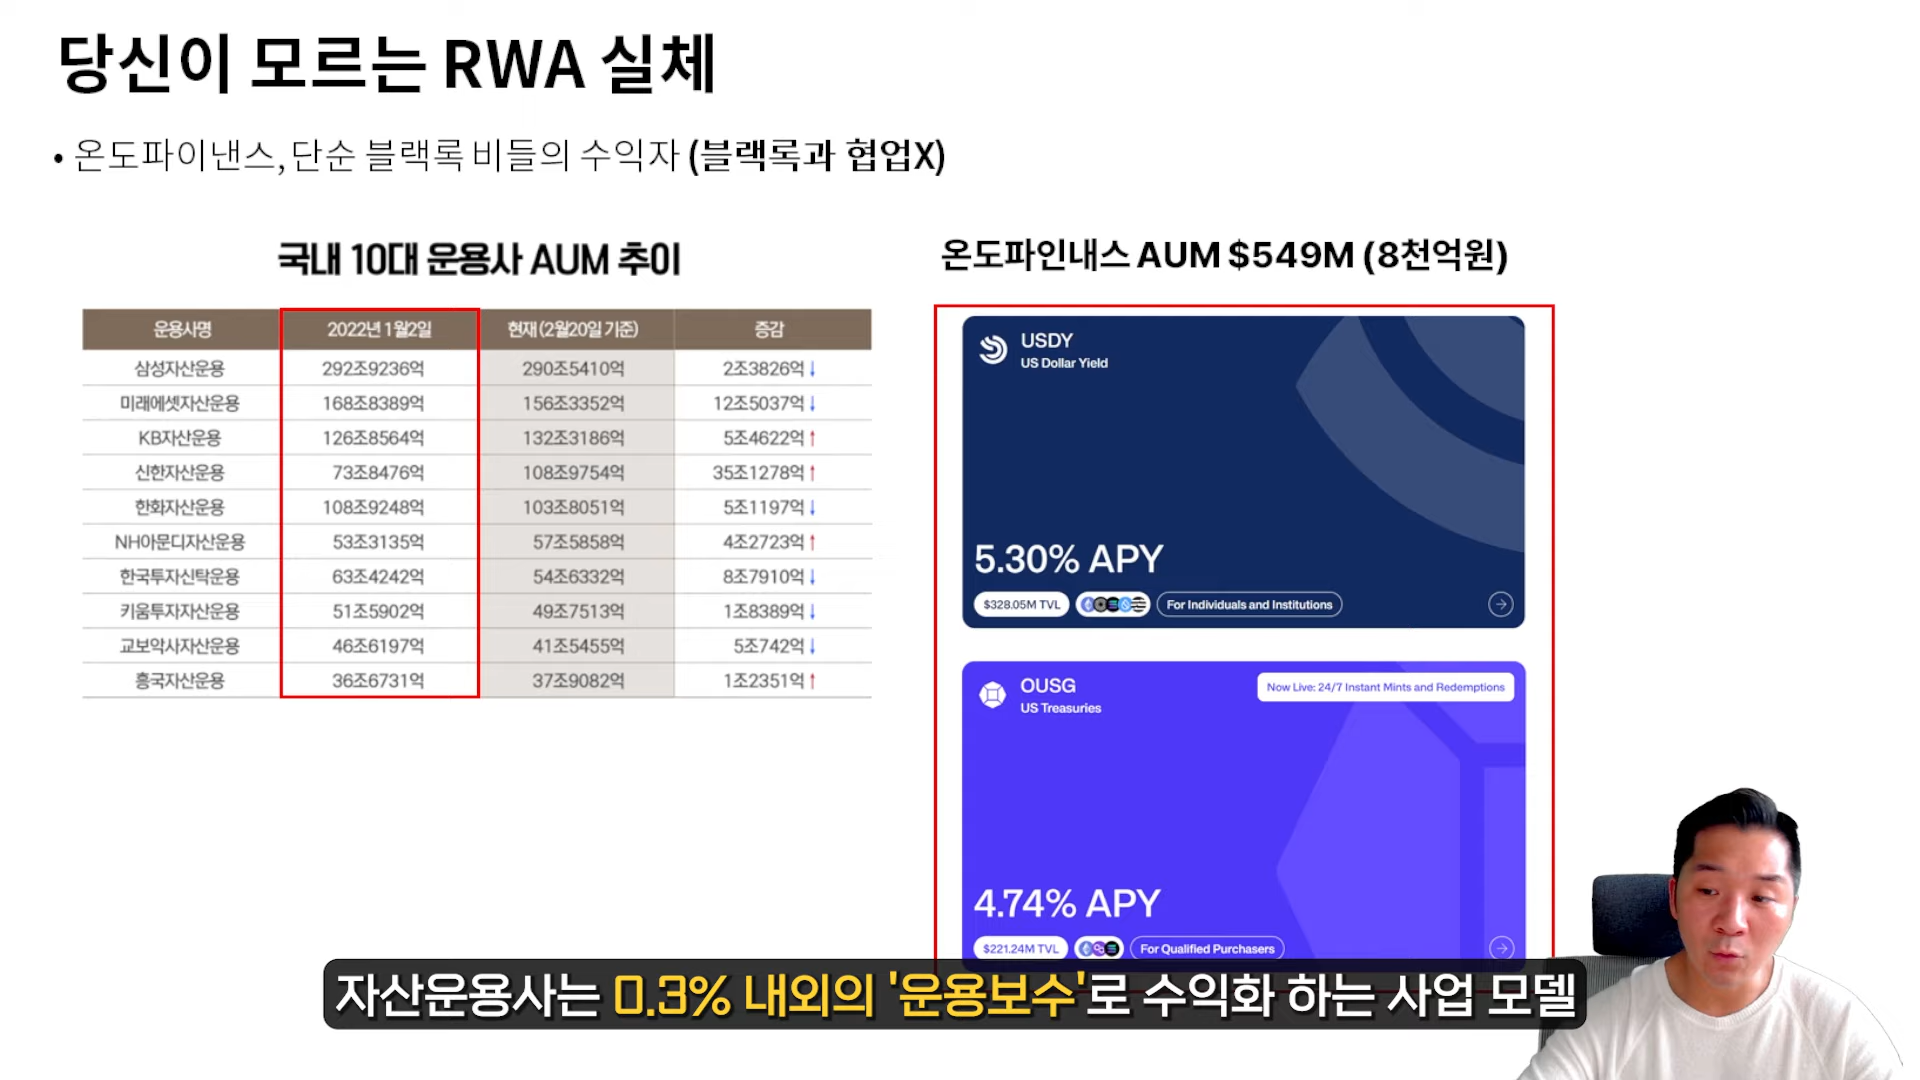 당신이 모르는 RWA 실체
• 온도파이낸스, 단순 블랙록 비들의 수익자 (블랙록과 협업X)
국내 10대 운용사 AUM 추이
운용사명 2022년 1월2일 현재 (2월20일 기준) 증감
삼성자산운용 292조9236억 290조5410억 2조3826억↓
미래에셋자산운용 168조8389억 156조3352억 12조5037억↓
KB자산운용 126조8564억 132조3186억 5조4622억↑
신한자산운용 73조8476억 108조9754억 35조1278억↑
한화자산운용 108조9248억 103조8051억 5조1197억↓
NH아문디자산운용 53조3135억 57조5858억 4조2723억↑
한국투자신탁운용 63조4242억 54조6332억 8조7910억↓
키움투자자산운용 51조5902억 49조7513억 1조8389억↓
교보악사자산운용 46조6197억 41조5455억 5조742억↓
흥국자산운용 36조6731억 37조9082억 1조2351억↑
온도파인내스 AUM $549M (8천억원)
USDY
US Dollar Yield
5.30% APY
$328.05M TVL For Individuals and Institutions
OUSG
US Treasuries
Now Live: 24/7 Instant Mints and Redemptions
4.74% APY
$221.24M TVL For Qualified Purchasers
자산운용사는 0.3% 내외의 '운용보수'로 수익화 하는 사업 모델